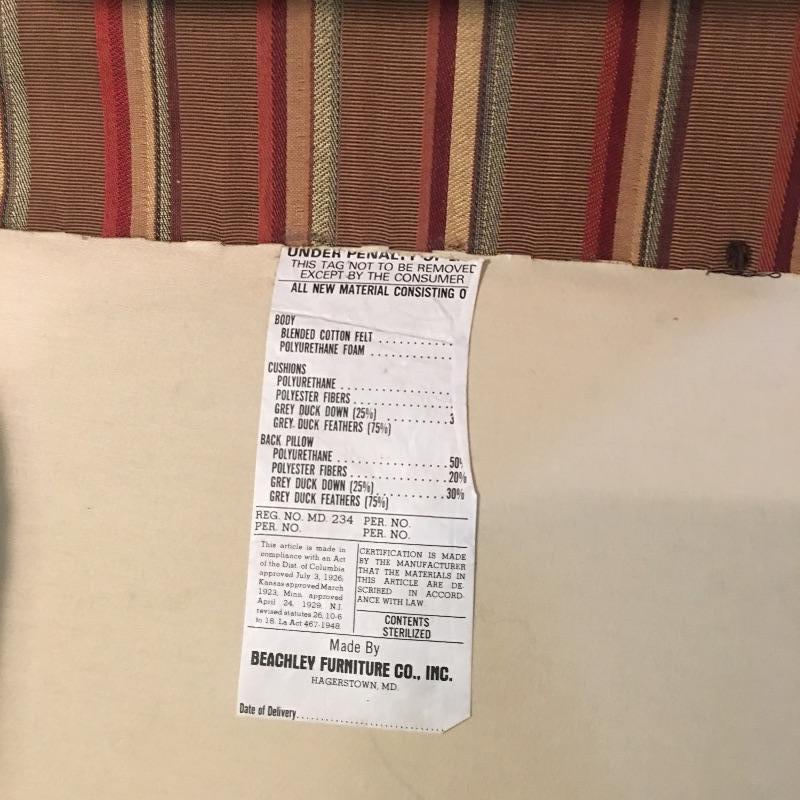 UNDER PENALTY OF
THIS TAG NOT TO BE REMOVED
EXCEPT BY THE CONSUMER
ALL NEW MATERIAL CONSISTING O
BODY
BLENDED COTTON FELT ..........
POLYURETHANE FOAM ...........
CUSHIONS
POLYURETHANE ...............
POLYESTER FIBERS .............
GREY DUCK DOWN (25%) .......... 3
GREY DUCK FEATHERS (75%)
BACK PILLOW
POLYURETHANE ............... 50%
POLYESTER FIBERS ............. 20%
GREY DUCK DOWN (25%) .......... 30%
GREY DUCK FEATHERS (75%)
REG. NO. MD. 234 PER. NO.
PER. NO. PER. NO.
This article is made in
compliance with an Act
of the Dist. of Columbia
approved July 3, 1926;
Kansas approved March
1923; Minn. approved
April 24, 1929. N.J.
revised statutes 26, 10-6
to 18. La Act 467-1948.
CERTIFICATION IS MADE
BY THE MANUFACTURER
THAT THE MATERIALS IN
THIS ARTICLE ARE DE-
SCRIBED IN ACCORD-
ANCE WITH LAW
CONTENTS
STERILIZED
Made By
BEACHLEY FURNITURE CO., INC.
HAGERSTOWN, MD.
Date of Delivery..............................